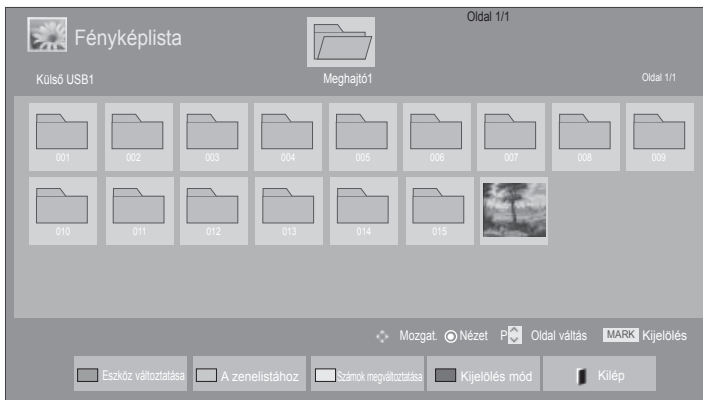 Oldal 1/1
Fényképlista
Külső USB1
Meghajtó1
Oldal 1/1
001 002 003 004 005 006 007 008 009
010 011 012 013 014 015
Mozgat. Nézet P Oldal váltás MARK Kijelölés
Eszköz változtatása A zenelistához Számok megváltoztatása Kijelölés mód Kilép